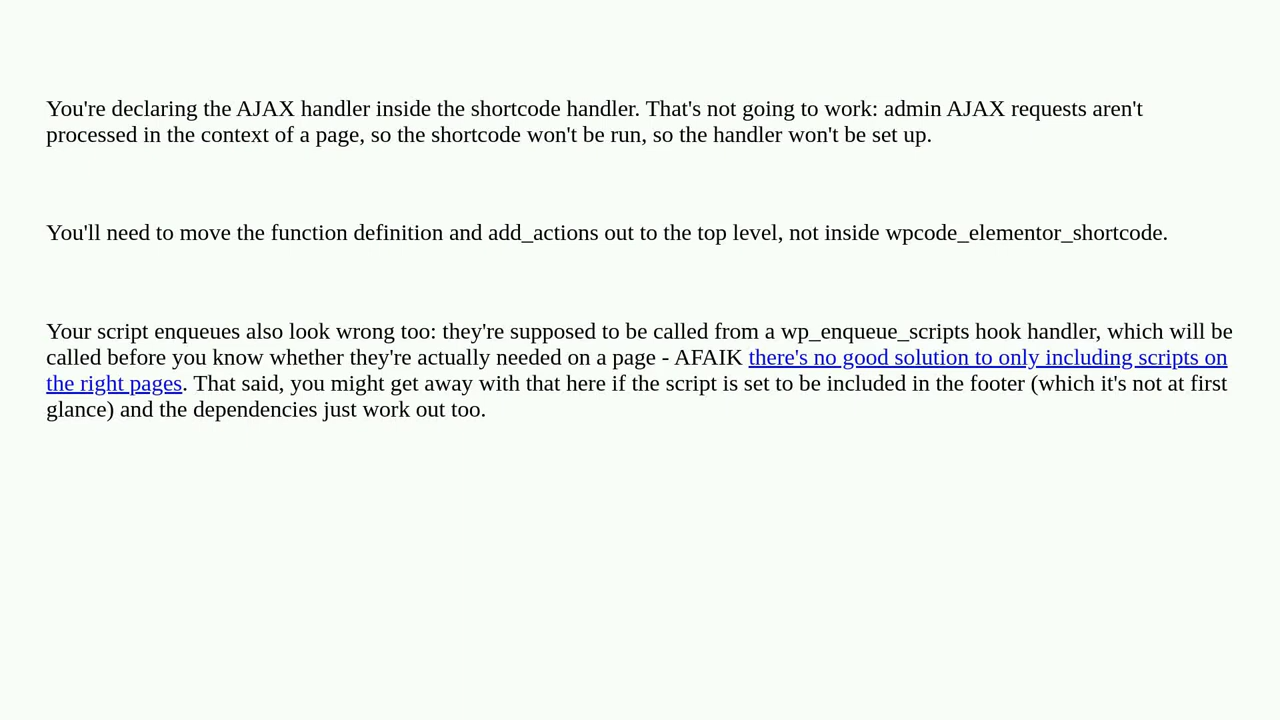 You're declaring the AJAX handler inside the shortcode handler. That's not going to work: admin AJAX requests aren't
processed in the context of a page, so the shortcode won't be run, so the handler won't be set up.
You'll need to move the function definition and add_actions out to the top level, not inside wpcode_elementor_shortcode.
Your script enqueues also look wrong too: they're supposed to be called from a wp_enqueue_scripts hook handler, which will be
called before you know whether they're actually needed on a page - AFAIK there's no good solution to only including scripts on
the right pages. That said, you might get away with that here if the script is set to be included in the footer (which it's not at first
glance) and the dependencies just work out too.